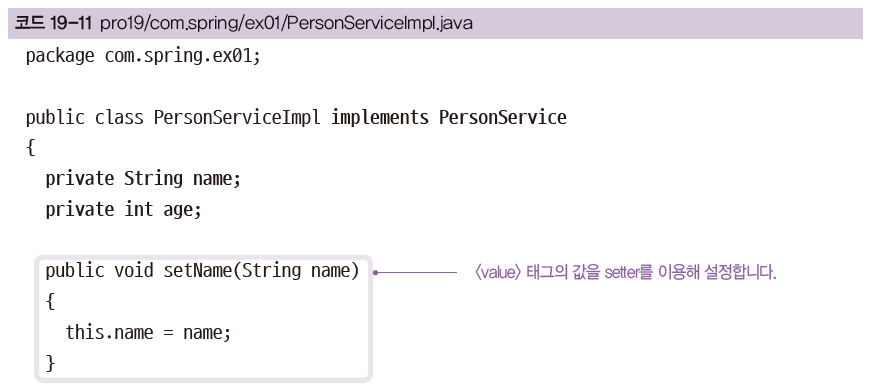 코드 19-11 pro19/com.spring/ex01/PersonServiceImpl.java
package com.spring.ex01;
public class PersonServiceImpl implements PersonService
{
private String name;
private int age;
public void setName(String name)
<value> 태그의 값을 setter를 이용해 설정합니다.
{
this.name = name;
}